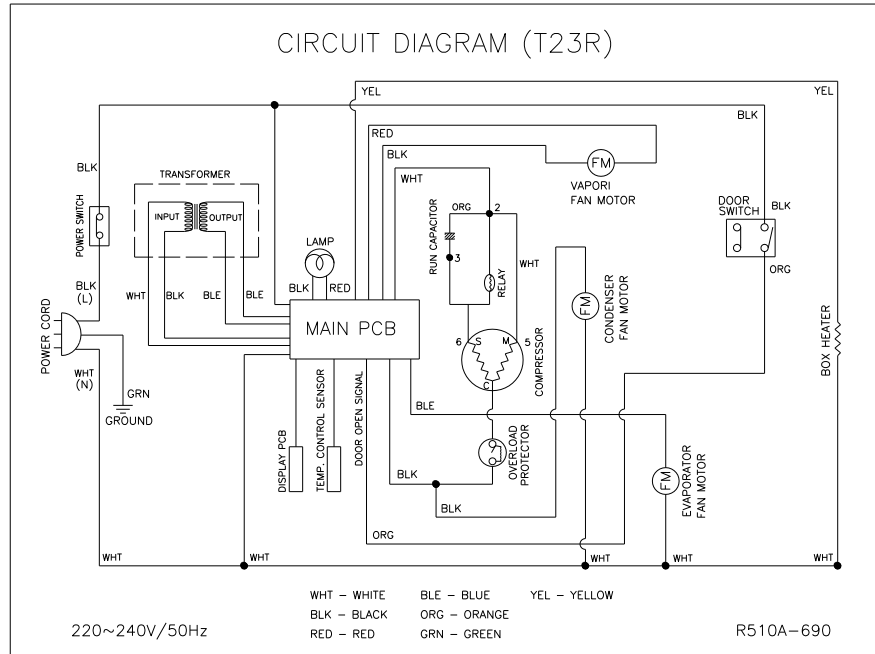 CIRCUIT DIAGRAM (T23R)
YEL
YEL
BLK
RED
BLK
WHT
FM
VAPORI
FAN MOTOR
BLK
TRANSFORMER
INPUT
OUTPUT
POWER SWITCH
ORG
2
RUN CAPACITOR
3
RELAY
WHT
DOOR
SWITCH
BLK
ORG
LAMP
BLK
RED
BLK
(L)
WHT
BLK
BLE
BLE
MAIN PCB
FM
CONDENSER
FAN MOTOR
POWER CORD
6
S
M
5
C
COMPRESSOR
BOX HEATER
WHT
(N)
GRN
GROUND
DISPLAY PCB
TEMP. CONTROL SENSOR
DOOR OPEN SIGNAL
BLE
OVERLOAD
PROTECTOR
BLK
BLK
FM
EVAPORATOR
FAN MOTOR
ORG
WHT
WHT
WHT
WHT
WHT
WHT - WHITE
BLE - BLUE
YEL - YELLOW
BLK - BLACK
ORG - ORANGE
RED - RED
GRN - GREEN
220~240V/50Hz
R510A-690